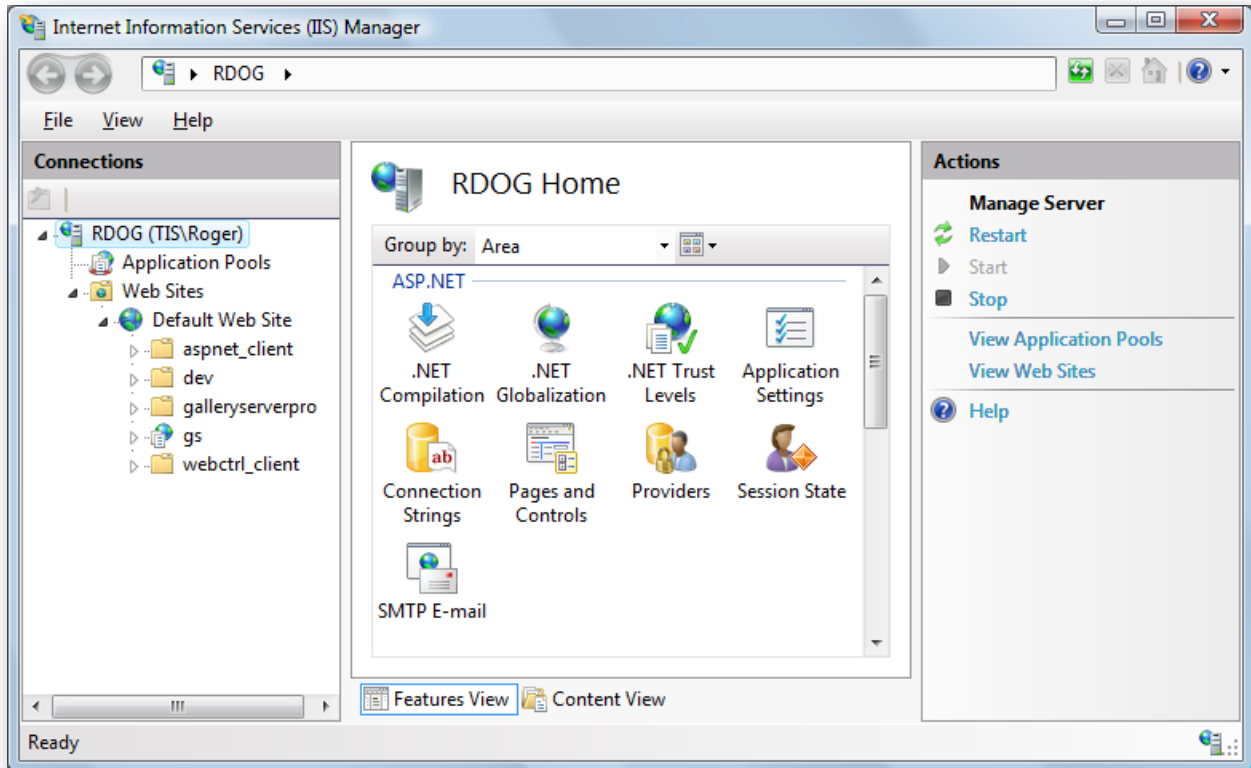 Internet Information Services (IIS) Manager
RDOG
File View Help
Connections
RDOG (TIS\Roger)
Application Pools
Web Sites
Default Web Site
aspnet_client
dev
galleryserverpro
gs
webctrl_client
RDOG Home
Group by: Area
ASP.NET
.NET Compilation
.NET Globalization
.NET Trust Levels
Application Settings
ab
Connection Strings
Pages and Controls
Providers
Session State
SMTP E-mail
Features View
Content View
Actions
Manage Server
Restart
Start
Stop
View Application Pools
View Web Sites
Help
Ready